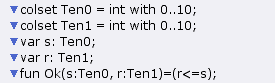 colset Ten0 = int with 0..10;
colset Ten1 = int with 0..10;
var s: Ten0;
var r: Ten1;
fun Ok(s:Ten0, r:Ten1)=(r<=s);